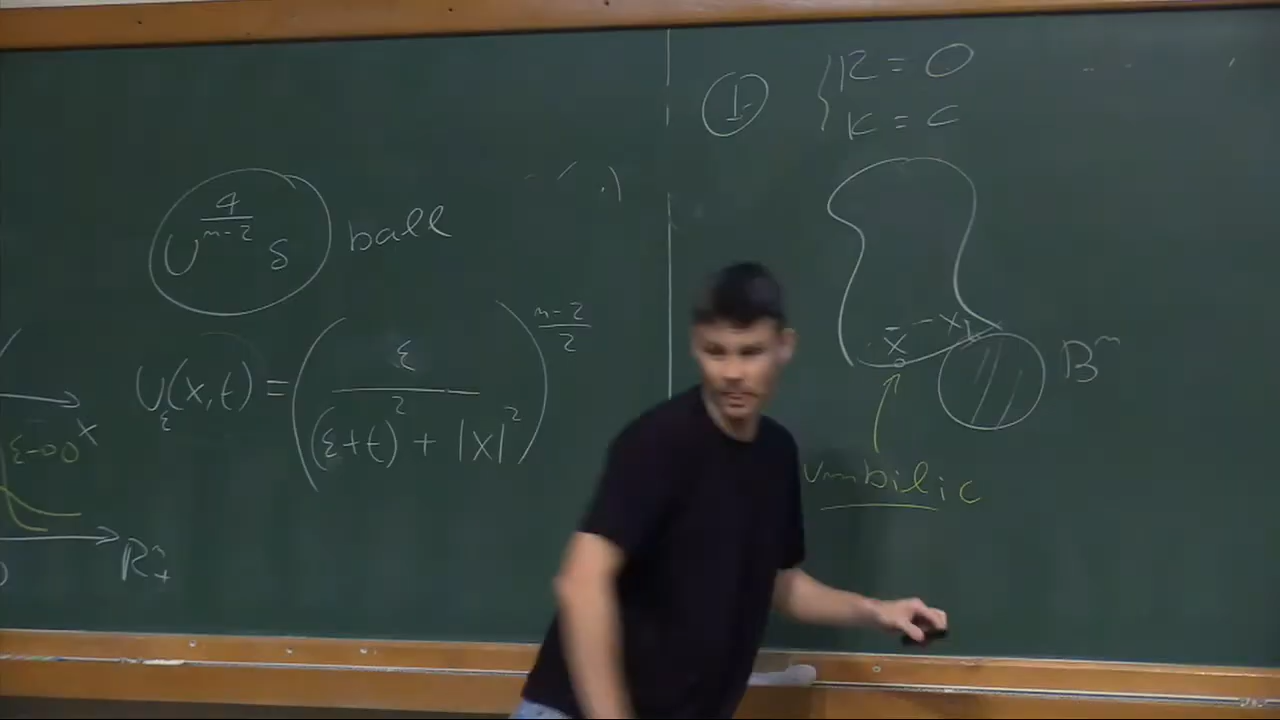 U^{4/(n-2)} δ ball
U_ε(x,t) = ( ε / ((ε+t)^2 + |x|^2) )^{(n-2)/2}
x
ε→0
R^n_+
①
{ R = 0
K = C
B^n
Umbilic